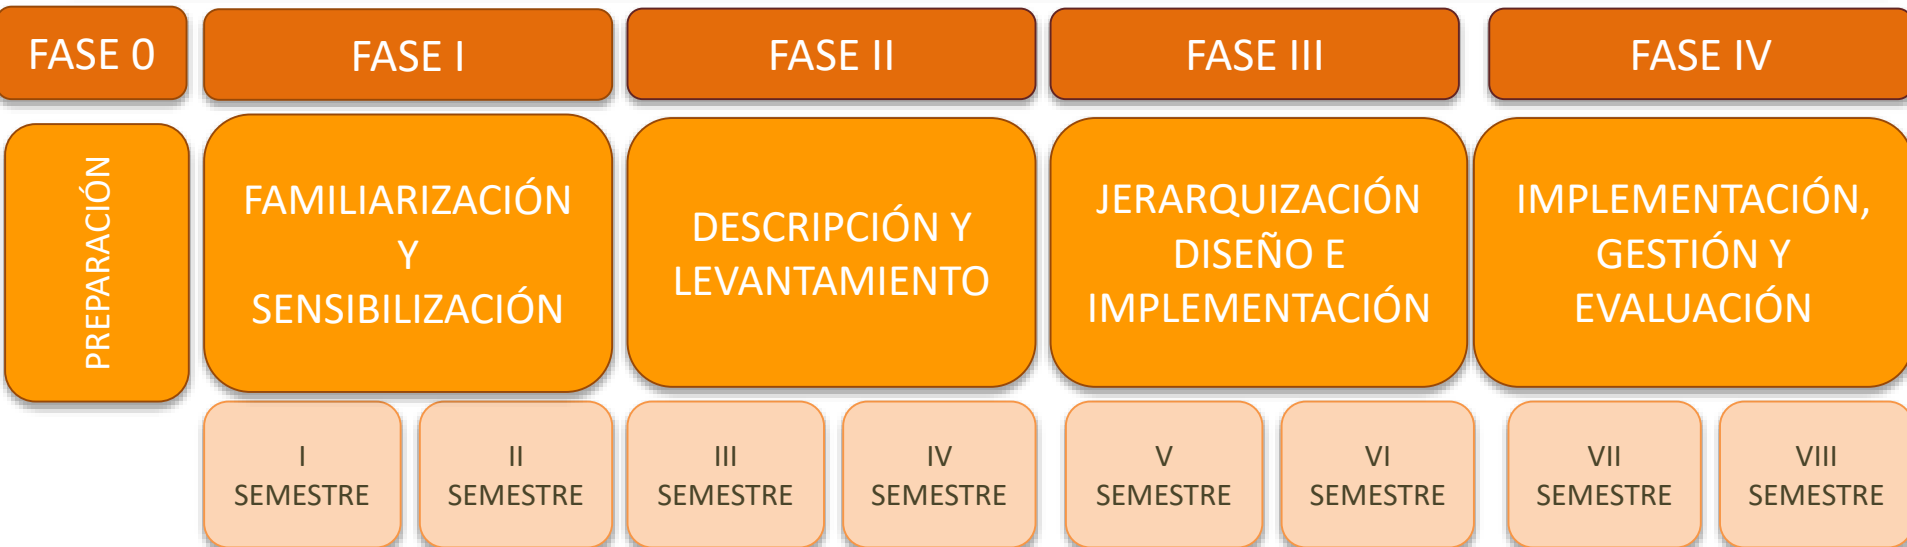 FASE 0
FASE I
FASE II
FASE III
FASE IV
PREPARACIÓN
FAMILIARIZACIÓN
Y
SENSIBILIZACIÓN
DESCRIPCIÓN Y
LEVANTAMIENTO
JERARQUIZACIÓN
DISEÑO E
IMPLEMENTACIÓN
IMPLEMENTACIÓN,
GESTIÓN Y
EVALUACIÓN
I
SEMESTRE
II
SEMESTRE
III
SEMESTRE
IV
SEMESTRE
V
SEMESTRE
VI
SEMESTRE
VII
SEMESTRE
VIII
SEMESTRE